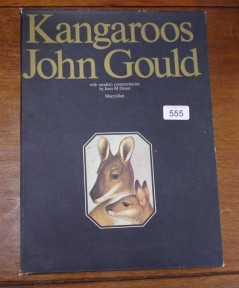 Kangaroos
John Gould
with modern commentaries
by Joan M Dixon
Macmillan
555